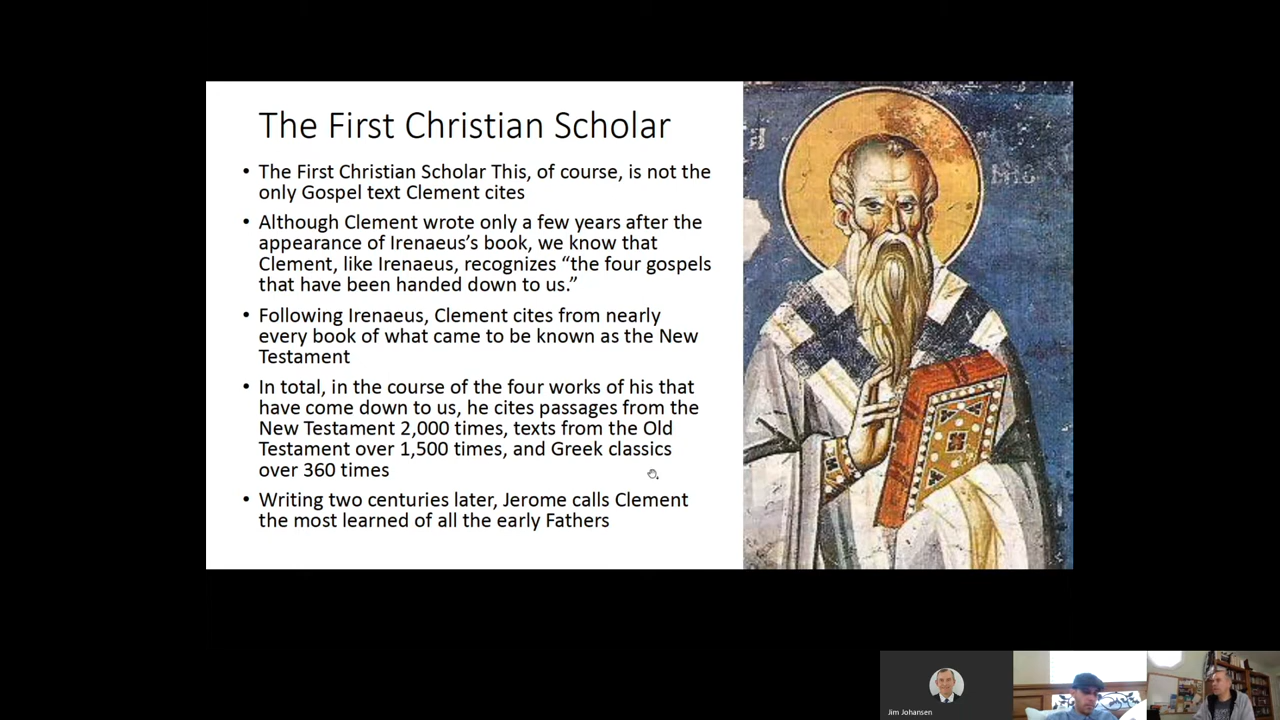 The First Christian Scholar
• The First Christian Scholar This, of course, is not the
only Gospel text Clement cites
• Although Clement wrote only a few years after the
appearance of Irenaeus’s book, we know that
Clement, like Irenaeus, recognizes “the four gospels
that have been handed down to us.”
• Following Irenaeus, Clement cites from nearly
every book of what came to be known as the New
Testament
• In total, in the course of the four works of his that
have come down to us, he cites passages from the
New Testament 2,000 times, texts from the Old
Testament over 1,500 times, and Greek classics
over 360 times
• Writing two centuries later, Jerome calls Clement
the most learned of all the early Fathers
Jim Johansen